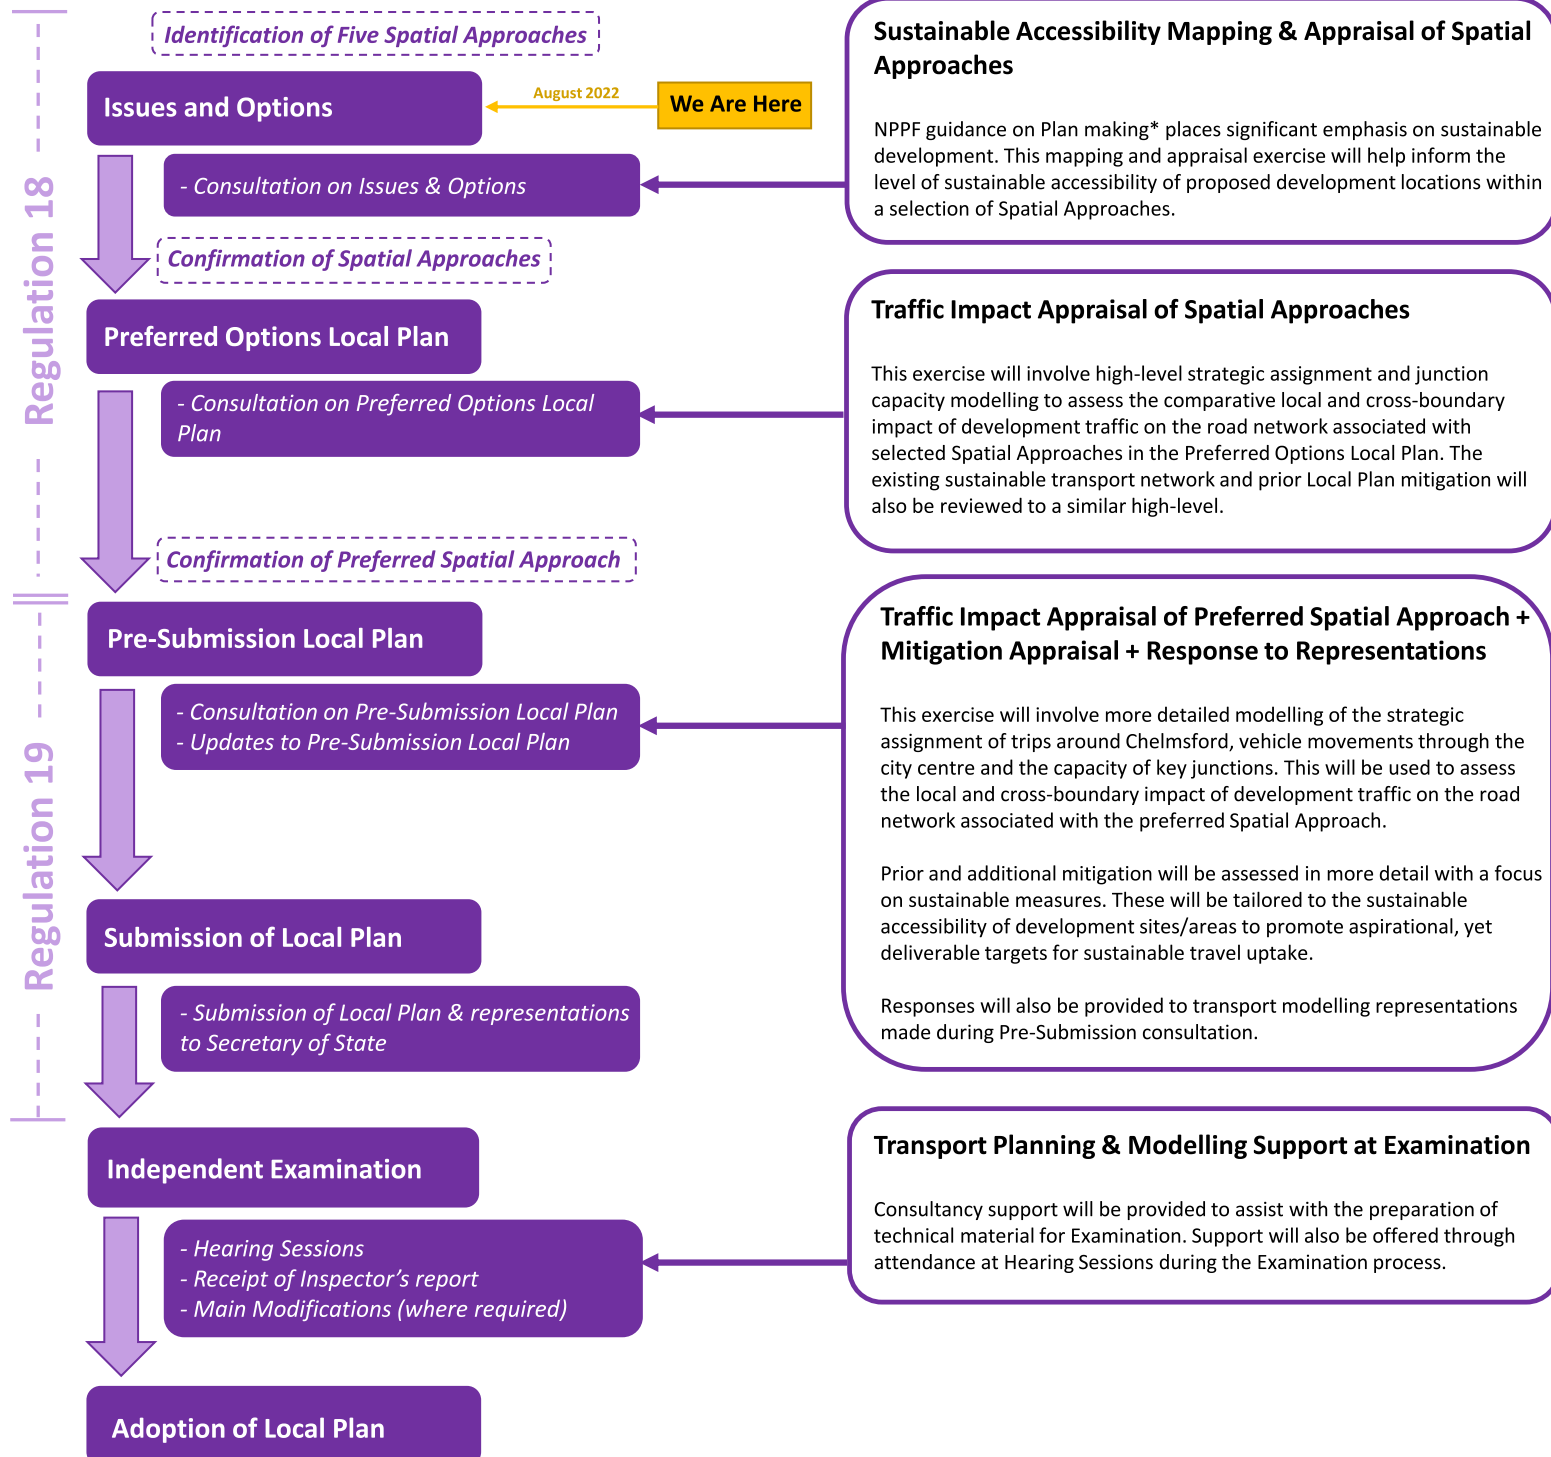 Regulation 18
Regulation 19
Identification of Five Spatial Approaches
Issues and Options
August 2022
We Are Here
- Consultation on Issues & Options
Confirmation of Spatial Approaches
Preferred Options Local Plan
- Consultation on Preferred Options Local
Plan
Confirmation of Preferred Spatial Approach
Pre-Submission Local Plan
- Consultation on Pre-Submission Local Plan
- Updates to Pre-Submission Local Plan
Submission of Local Plan
- Submission of Local Plan & representations
to Secretary of State
Independent Examination
- Hearing Sessions
- Receipt of Inspector's report
- Main Modifications (where required)
Adoption of Local Plan
Sustainable Accessibility Mapping & Appraisal of Spatial
Approaches
NPPF guidance on Plan making* places significant emphasis on sustainable
development. This mapping and appraisal exercise will help inform the
level of sustainable accessibility of proposed development locations within
a selection of Spatial Approaches.
Traffic Impact Appraisal of Spatial Approaches
This exercise will involve high-level strategic assignment and junction
capacity modelling to assess the comparative local and cross-boundary
impact of development traffic on the road network associated with
selected Spatial Approaches in the Preferred Options Local Plan. The
existing sustainable transport network and prior Local Plan mitigation will
also be reviewed to a similar high-level.
Traffic Impact Appraisal of Preferred Spatial Approach +
Mitigation Appraisal + Response to Representations
This exercise will involve more detailed modelling of the strategic
assignment of trips around Chelmsford, vehicle movements through the
city centre and the capacity of key junctions. This will be used to assess
the local and cross-boundary impact of development traffic on the road
network associated with the preferred Spatial Approach.
Prior and additional mitigation will be assessed in more detail with a focus
on sustainable measures. These will be tailored to the sustainable
accessibility of development sites/areas to promote aspirational, yet
deliverable targets for sustainable travel uptake.
Responses will also be provided to transport modelling representations
made during Pre-Submission consultation.
Transport Planning & Modelling Support at Examination
Consultancy support will be provided to assist with the preparation of
technical material for Examination. Support will also be offered through
attendance at Hearing Sessions during the Examination process.